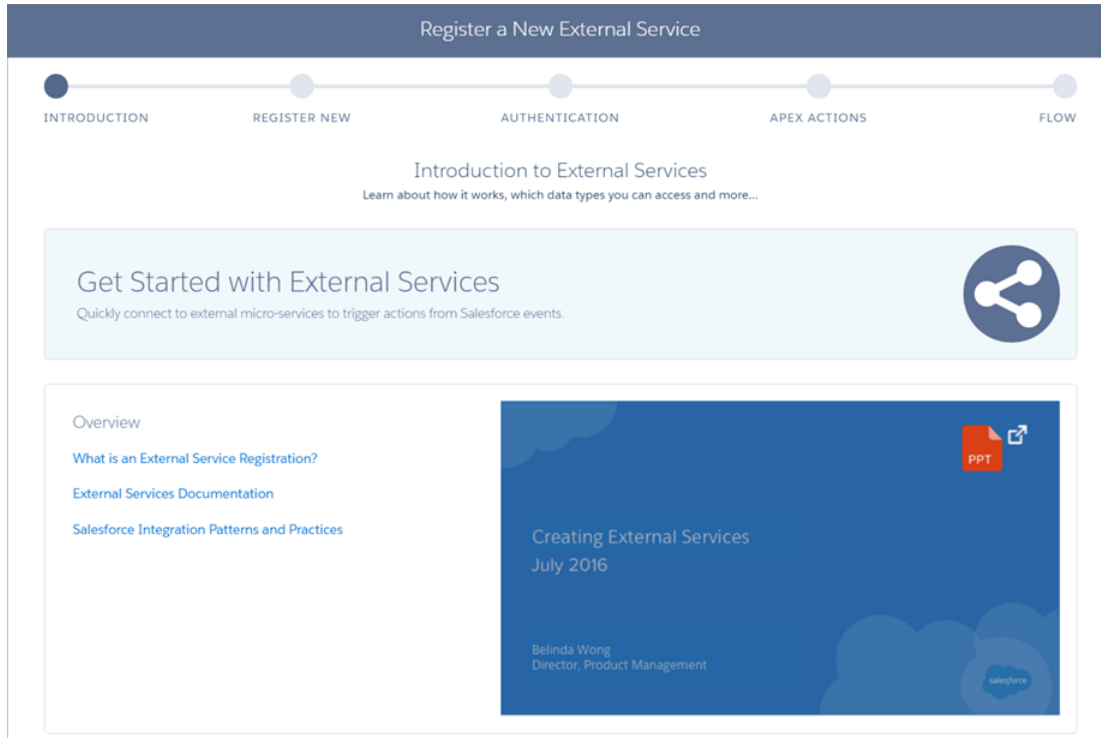 Register a New External Service
INTRODUCTION
REGISTER NEW
AUTHENTICATION
APEX ACTIONS
FLOW
Introduction to External Services
Learn about how it works, which data types you can access and more...
Get Started with External Services
Quickly connect to external micro-services to trigger actions from Salesforce events.
Overview
What is an External Service Registration?
External Services Documentation
Salesforce Integration Patterns and Practices
PPT
Creating External Services
July 2016
Belinda Wong
Director, Product Management
salesforce